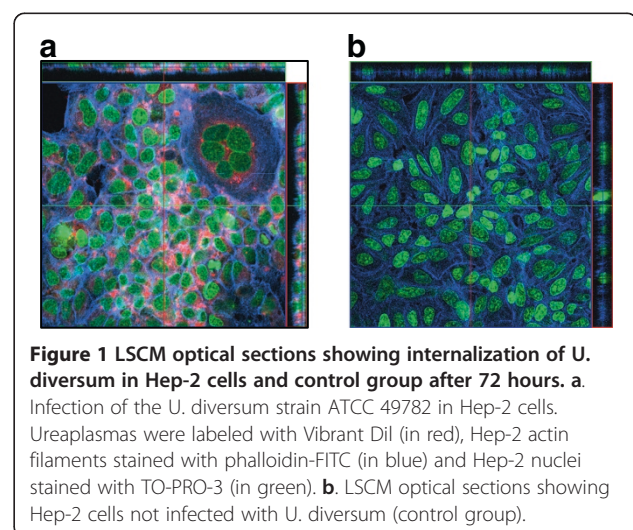 a
b
Figure 1 LSCM optical sections showing internalization of U.
diversum in Hep-2 cells and control group after 72 hours. a.
Infection of the U. diversum strain ATCC 49782 in Hep-2 cells.
Ureaplasmas were labeled with Vibrant Dil (in red), Hep-2 actin
filaments stained with phalloidin-FITC (in blue) and Hep-2 nuclei
stained with TO-PRO-3 (in green). b. LSCM optical sections showing
Hep-2 cells not infected with U. diversum (control group).